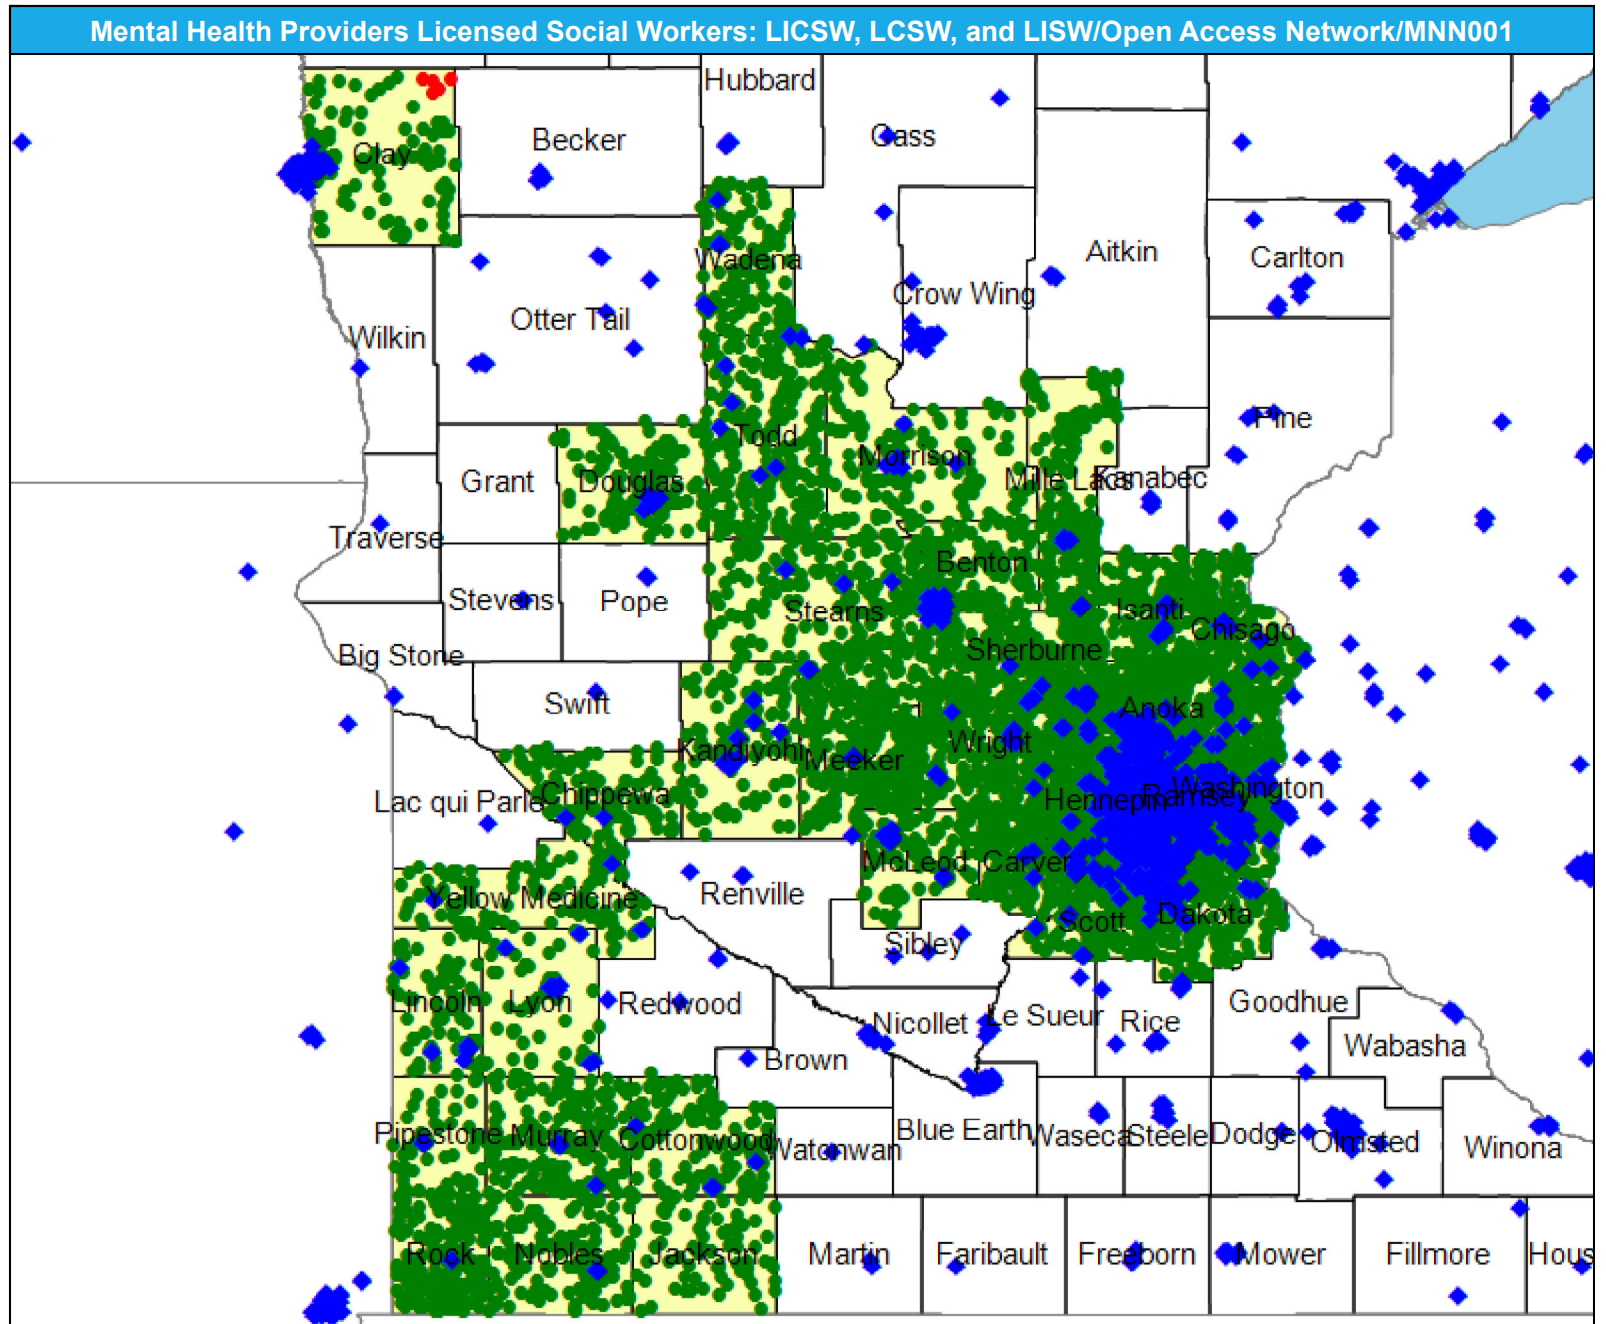 Mental Health Providers Licensed Social Workers: LICSW, LCSW, and LISW/Open Access Network/MNN001
Hubbard
Cass
Becker
Clay
Aitkin
Carlton
Wadena
Crow Wing
Otter Tail
Wilkin
Pine
Todd
Morrison
Grant
Douglas
Mille Lacs
Kanabec
Traverse
Benton
Stevens
Pope
Stearns
Isanti
Chisago
Sherburne
Big Stone
Swift
Anoka
Wright
Kandiyohi
Meeker
Washington
Hennepin
Ramsey
Lac qui Parle
Chippewa
McLeod
Carver
Yellow Medicine
Renville
Scott
Dakota
Sibley
Lincoln
Lyon
Redwood
Goodhue
Nicollet
Le Sueur
Rice
Wabasha
Brown
Pipestone
Murray
Cottonwood
Watonwan
Blue Earth
Waseca
Steele
Dodge
Olmsted
Winona
Rock
Nobles
Jackson
Martin
Faribault
Freeborn
Mower
Fillmore
Hous